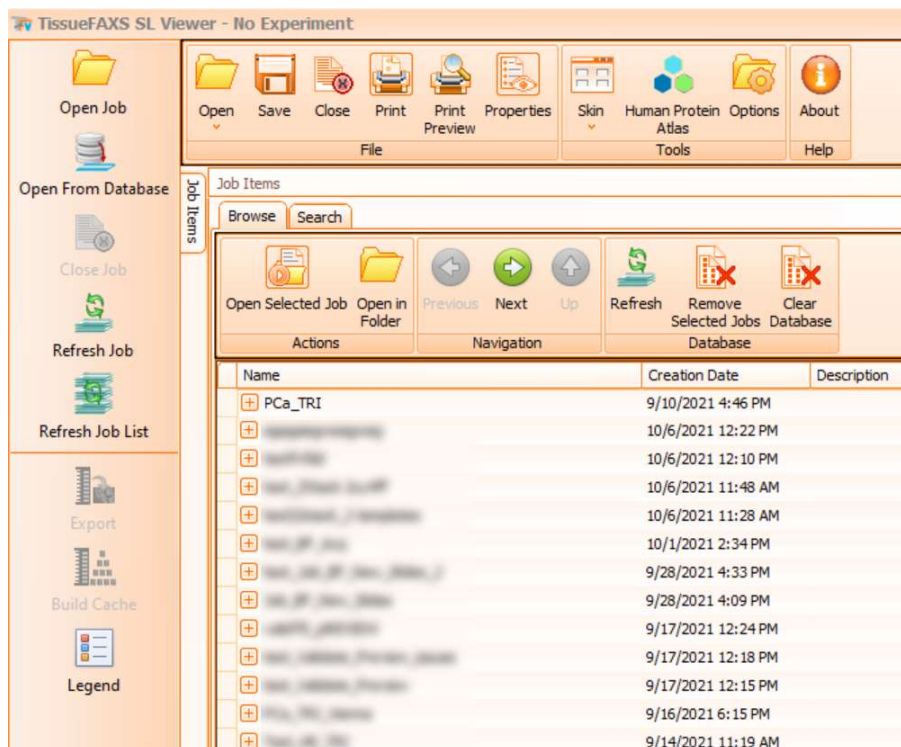 TissueFAXS SL Viewer - No Experiment
Open Job
Open From Database
Close Job
Refresh Job
Refresh Job List
Export
Build Cache
Legend
Open Save Close Print Print Preview Properties
File
Skin Human Protein Atlas Options
Tools
About
Help
Job Items
Job Items
Browse Search
Open Selected Job Open in Folder
Actions
Previous Next Up
Navigation
Refresh Remove Selected Jobs Clear Database
Database
Name Creation Date Description
PCa_TRI 9/10/2021 4:46 PM
10/6/2021 12:22 PM
10/6/2021 12:10 PM
10/6/2021 11:48 AM
10/6/2021 11:28 AM
10/1/2021 2:34 PM
9/28/2021 4:33 PM
9/28/2021 4:09 PM
9/17/2021 12:24 PM
9/17/2021 12:18 PM
9/17/2021 12:15 PM
9/16/2021 6:15 PM
9/14/2021 11:19 AM